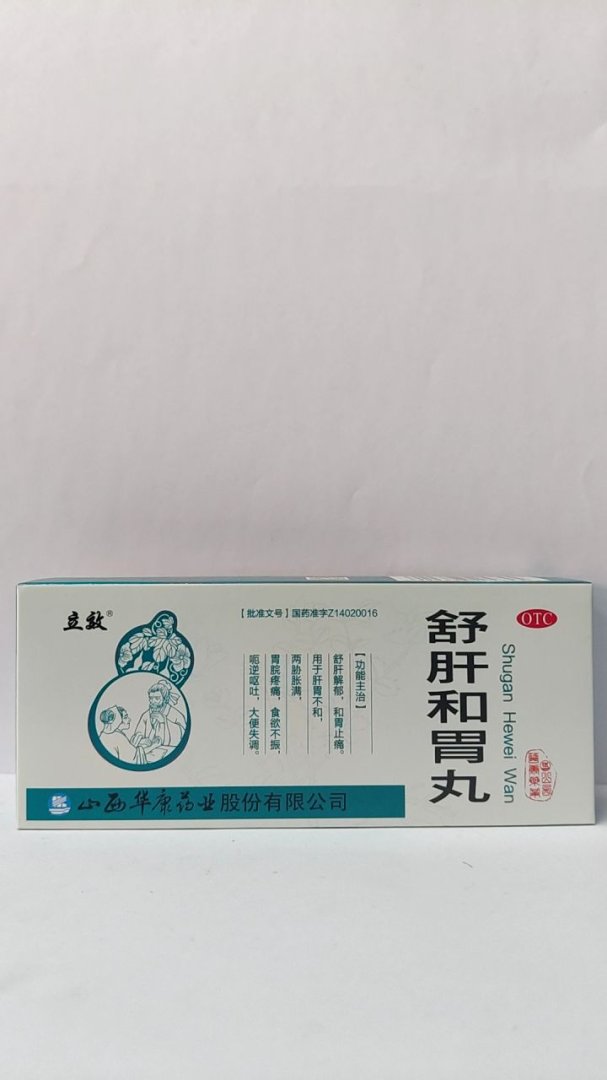 立效®
【批准文号】国药准字Z14020016
【功能主治】
舒肝解郁，和胃止痛。
用于肝胃不和，
两胁胀满，
胃脘疼痛，食欲不振，
呃逆呕吐，大便失调。
舒肝和胃丸
Shugan Hewei Wan
OTC
山西华康药业股份有限公司